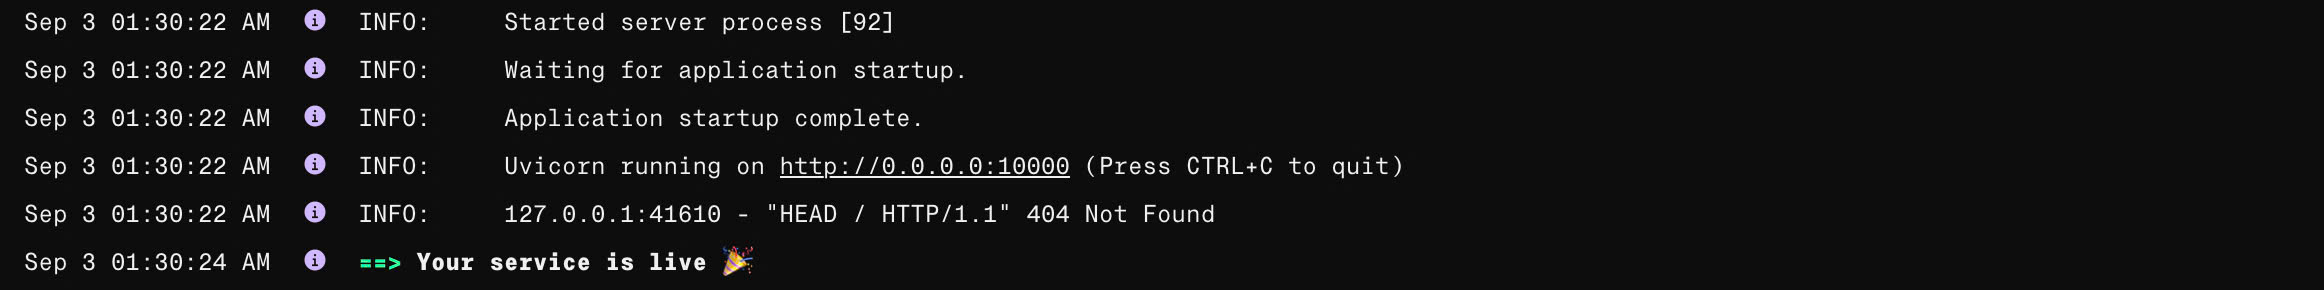 Sep 3 01:30:22 AM INFO: Started server process [92]
Sep 3 01:30:22 AM INFO: Waiting for application startup.
Sep 3 01:30:22 AM INFO: Application startup complete.
Sep 3 01:30:22 AM INFO: Uvicorn running on http://0.0.0.0:10000 (Press CTRL+C to quit)
Sep 3 01:30:22 AM INFO: 127.0.0.1:41610 - "HEAD / HTTP/1.1" 404 Not Found
Sep 3 01:30:24 AM ==> Your service is live 🎉